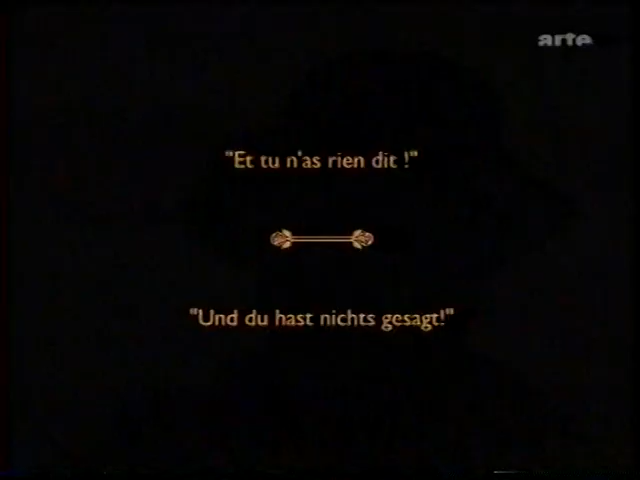 arte
"Et tu n'as rien dit !"
"Und du hast nichts gesagt!"